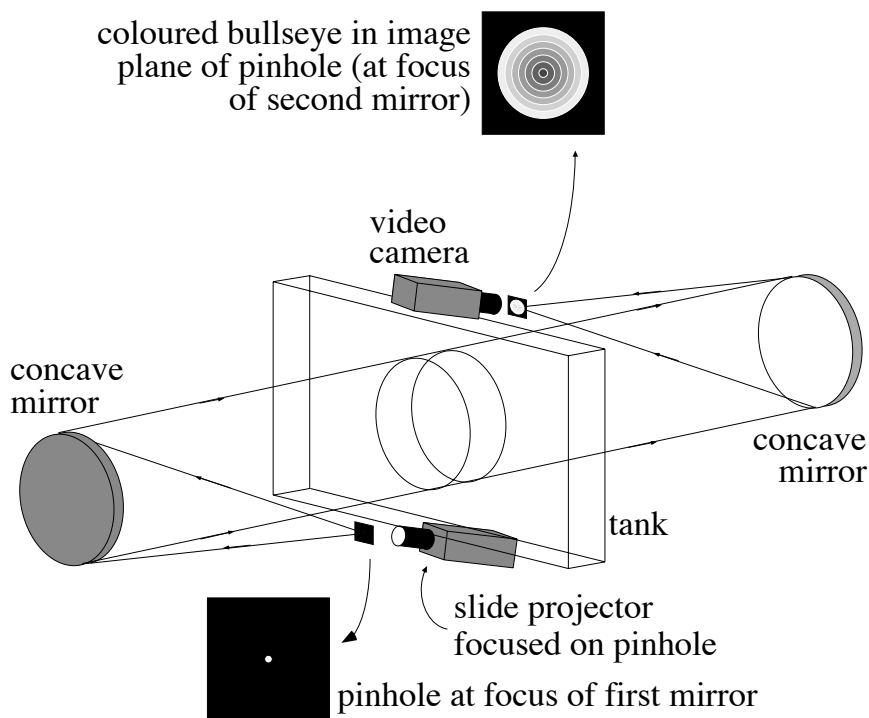 coloured bullseye in image
plane of pinhole (at focus
of second mirror)
video
camera
concave
mirror
concave
mirror
tank
slide projector
focused on pinhole
pinhole at focus of first mirror